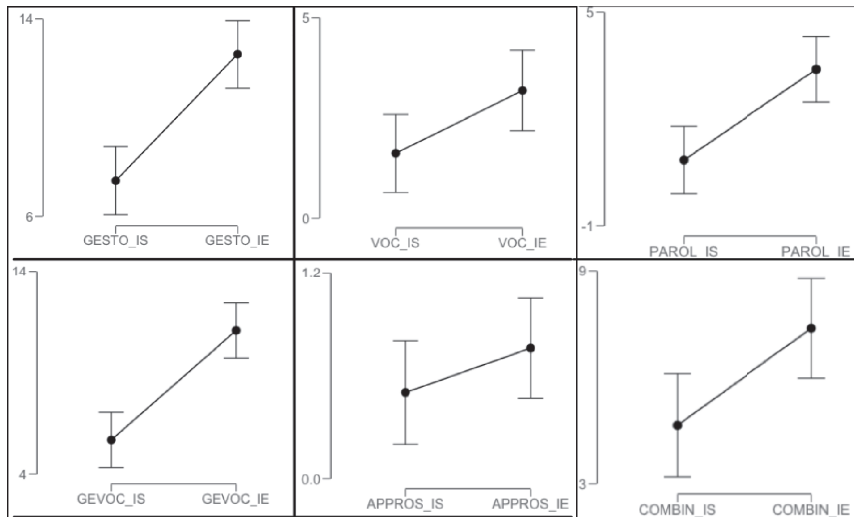 14
6
GESTO_IS GESTO_IE
5
0
VOC_IS VOC_IE
5
-1
PAROL_IS PAROL_IE
14
4
GEVOC_IS GEVOC_IE
1.2
0.0
APPROS_IS APPROS_IE
9
3
COMBIN_IS COMBIN_IE